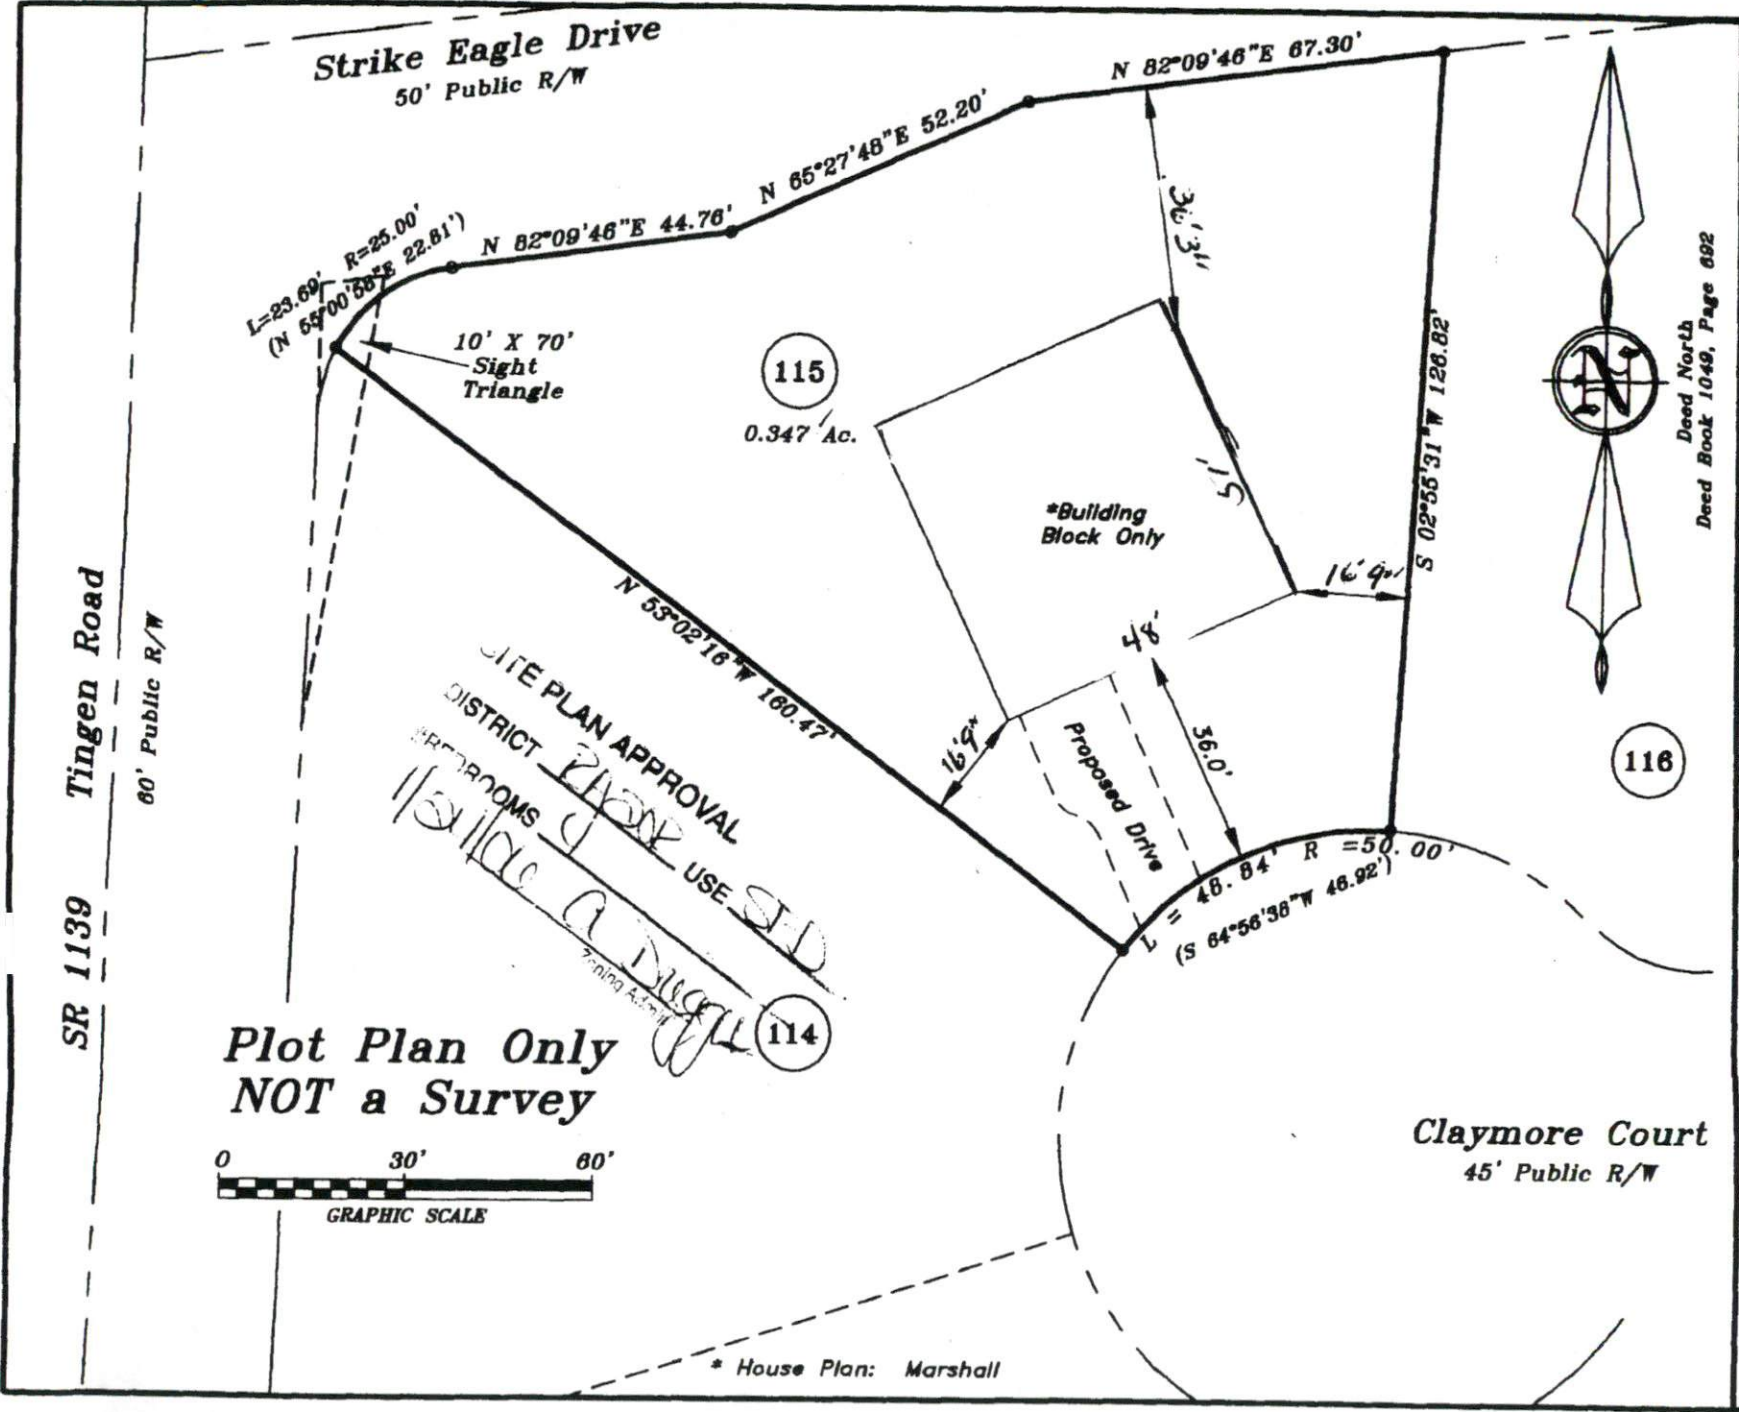 Strike Eagle Drive
50' Public R/W
N 82°09'46"E 67.30'
N 65°27'48"E 52.20'
N 82°09'46"E 44.76'
R=25.00'
L=23.69'
(N 55°00'58"E 22.81')
10' X 70'
Sight
Triangle
115
0.347 Ac.
36'3"
51'
*Building
Block Only
16'9"
48'
S 02°55'31"W 126.82'
Deed North
Deed Book 1049, Page 692
N
116
N 53°02'16"W 160.47'
16'9"
Proposed Drive
36.0'
L = 48.84' R =50.00'
(S 64°56'38"W 46.92')
SR 1139 Tingen Road
60' Public R/W
SITE PLAN APPROVAL
DISTRICT RA20R USE SFD
#BEDROOMS 4
Zoning Admin
114
Plot Plan Only
NOT a Survey
0 30' 60'
GRAPHIC SCALE
Claymore Court
45' Public R/W
* House Plan: Marshall